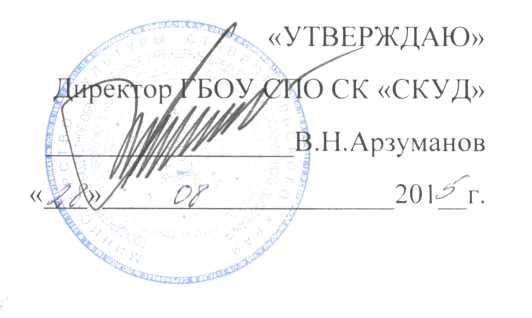 «УТВЕРЖДАЮ»
Директор ГБОУ СПО СК «СКУД»
В.Н.Арзуманов
«28» 08 2015 г.